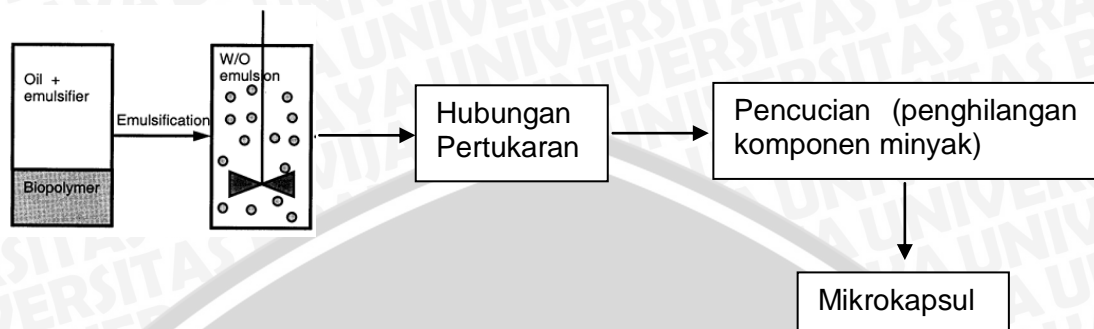 Oil +
emulsifier
Biopolymer
Emulsification
W/O
emulsion
Hubungan
Pertukaran
Pencucian (penghilangan
komponen minyak)
Mikrokapsul